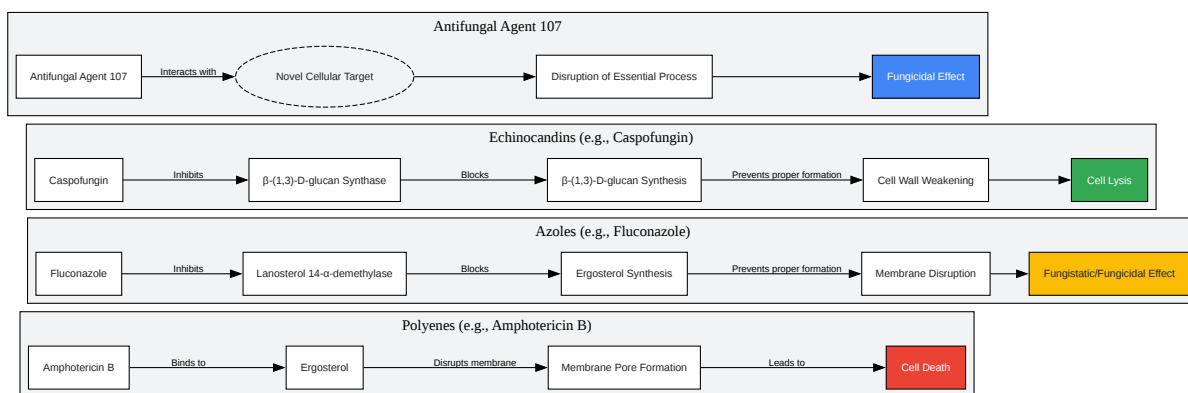 Antifungal Agent 107
Antifungal Agent 107
Interacts with
Novel Cellular Target
Disruption of Essential Process
Fungicidal Effect
Echinocandins (e.g., Caspofungin)
Caspofungin
Inhibits
β-(1,3)-D-glucan Synthase
Blocks
β-(1,3)-D-glucan Synthesis
Prevents proper formation
Cell Wall Weakening
Cell Lysis
Azoles (e.g., Fluconazole)
Fluconazole
Inhibits
Lanosterol 14-α-demethylase
Blocks
Ergosterol Synthesis
Prevents proper formation
Membrane Disruption
Fungistatic/Fungicidal Effect
Polyenes (e.g., Amphotericin B)
Amphotericin B
Binds to
Ergosterol
Disrupts membrane
Membrane Pore Formation
Leads to
Cell Death